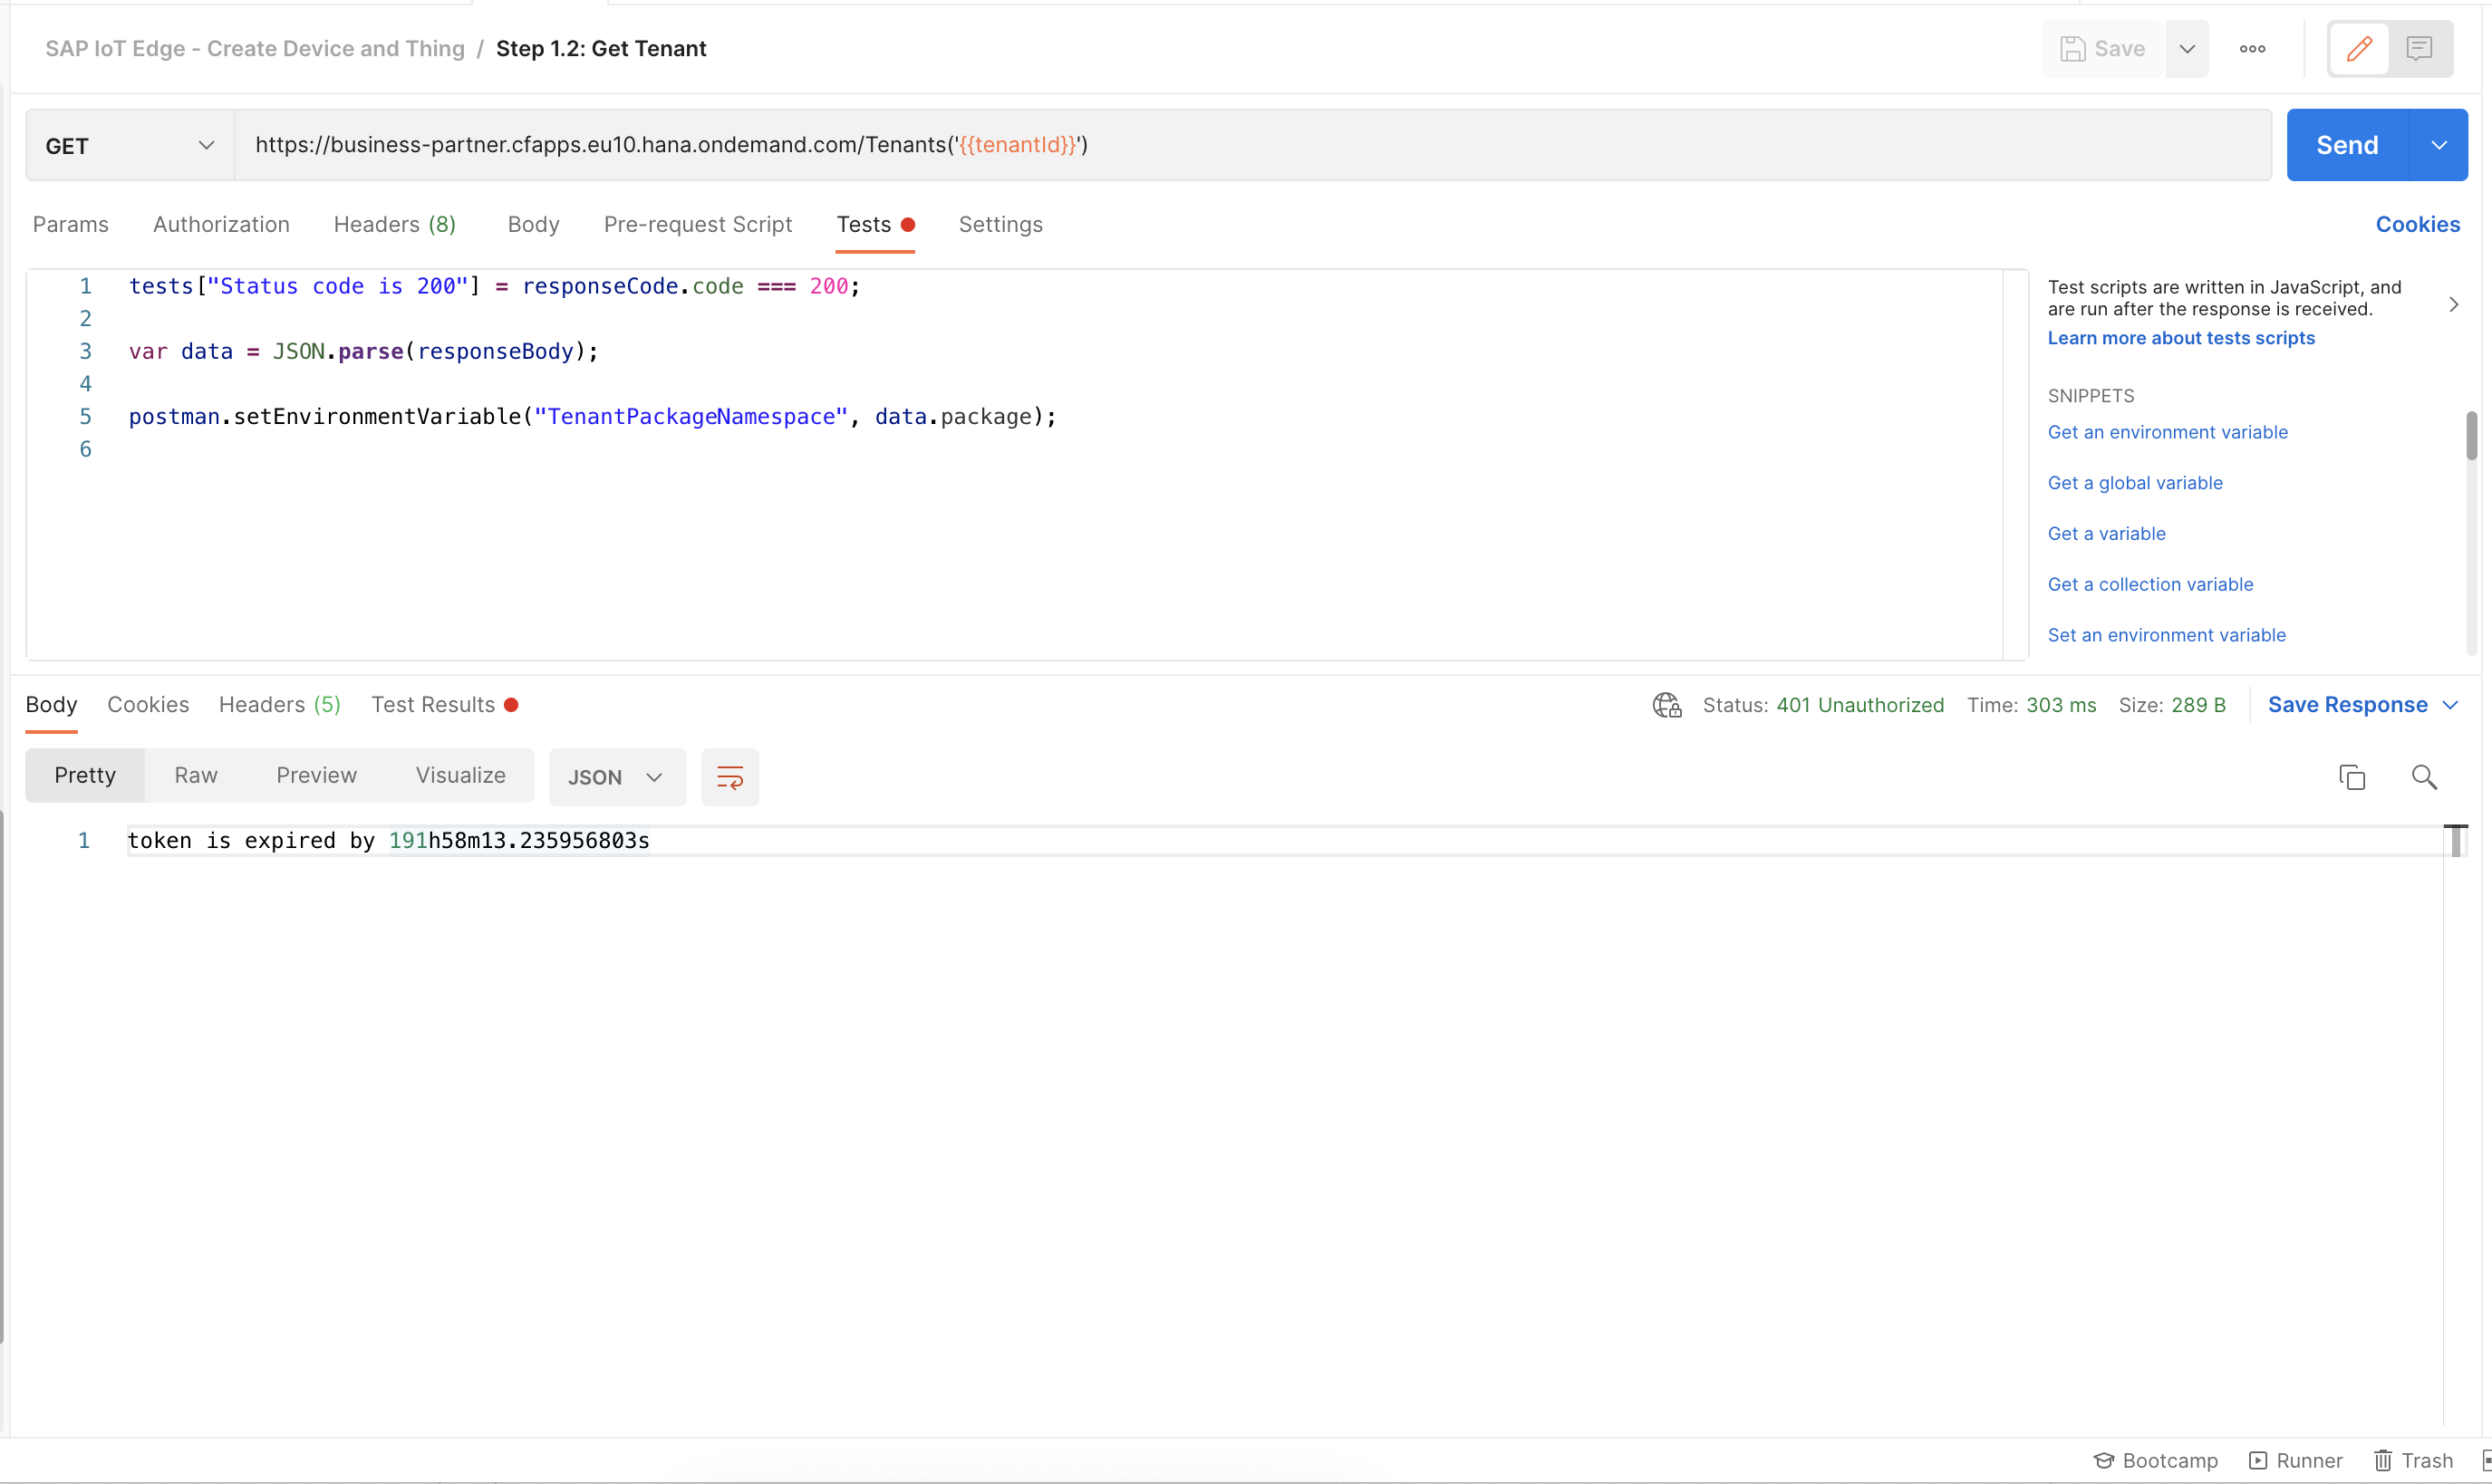 SAP IoT Edge - Create Device and Thing / Step 1.2: Get Tenant
Save
GET
https://business-partner.cfapps.eu10.hana.ondemand.com/Tenants('{{tenantId}}')
Send
Params Authorization Headers (8) Body Pre-request Script Tests Settings
Cookies
1 tests["Status code is 200"] = responseCode.code === 200;
2
3 var data = JSON.parse(responseBody);
4
5 postman.setEnvironmentVariable("TenantPackageNamespace", data.package);
6
Test scripts are written in JavaScript, and
are run after the response is received.
Learn more about tests scripts
SNIPPETS
Get an environment variable
Get a global variable
Get a variable
Get a collection variable
Set an environment variable
Body Cookies Headers (5) Test Results
Status: 401 Unauthorized Time: 303 ms Size: 289 B
Save Response
Pretty Raw Preview Visualize JSON
1 token is expired by 191h58m13.235956803s
Bootcamp Runner Trash